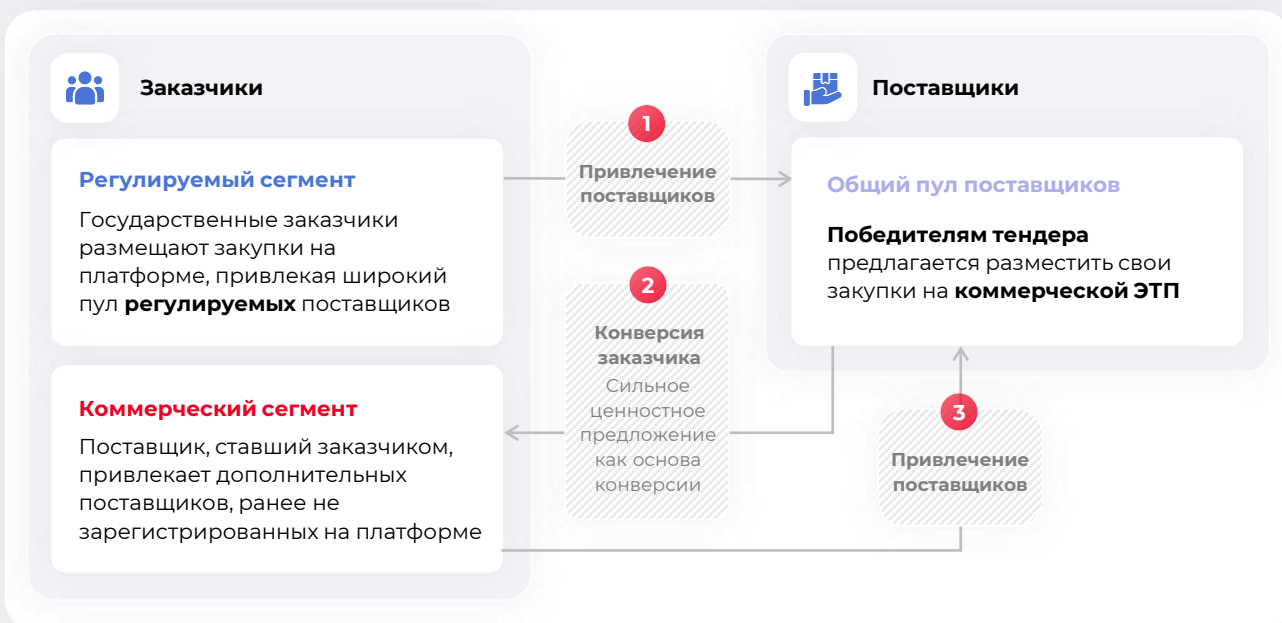 Заказчики
Регулируемый сегмент
Государственные заказчики
размещают закупки на
платформе, привлекая широкий
пул регулируемых поставщиков
Коммерческий сегмент
Поставщик, ставший заказчиком,
привлекает дополнительных
поставщиков, ранее не
зарегистрированных на платформе
1
Привлечение
поставщиков
2
Конверсия
заказчика
Сильное
ценностное
предложение
как основа
конверсии
Поставщики
Общий пул поставщиков
Победителям тендера
предлагается разместить свои
закупки на коммерческой ЭТП
3
Привлечение
поставщиков